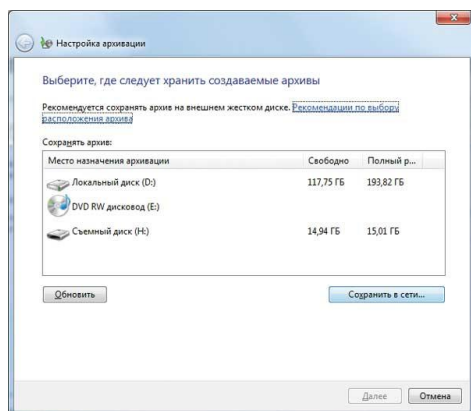 Настройка архивации
Выберите, где следует хранить создаваемые архивы
Рекомендуется сохранять архив на внешнем жестком диске. Рекомендации по выбору
расположения архива
Сохранять архив:
Место назначения архивации Свободно Полный р...
Локальный диск (D:) 117,75 ГБ 193,82 ГБ
DVD RW дисковод (E:)
Съемный диск (H:) 14,94 ГБ 15,01 ГБ
Обновить Сохранить в сети...
Далее Отмена